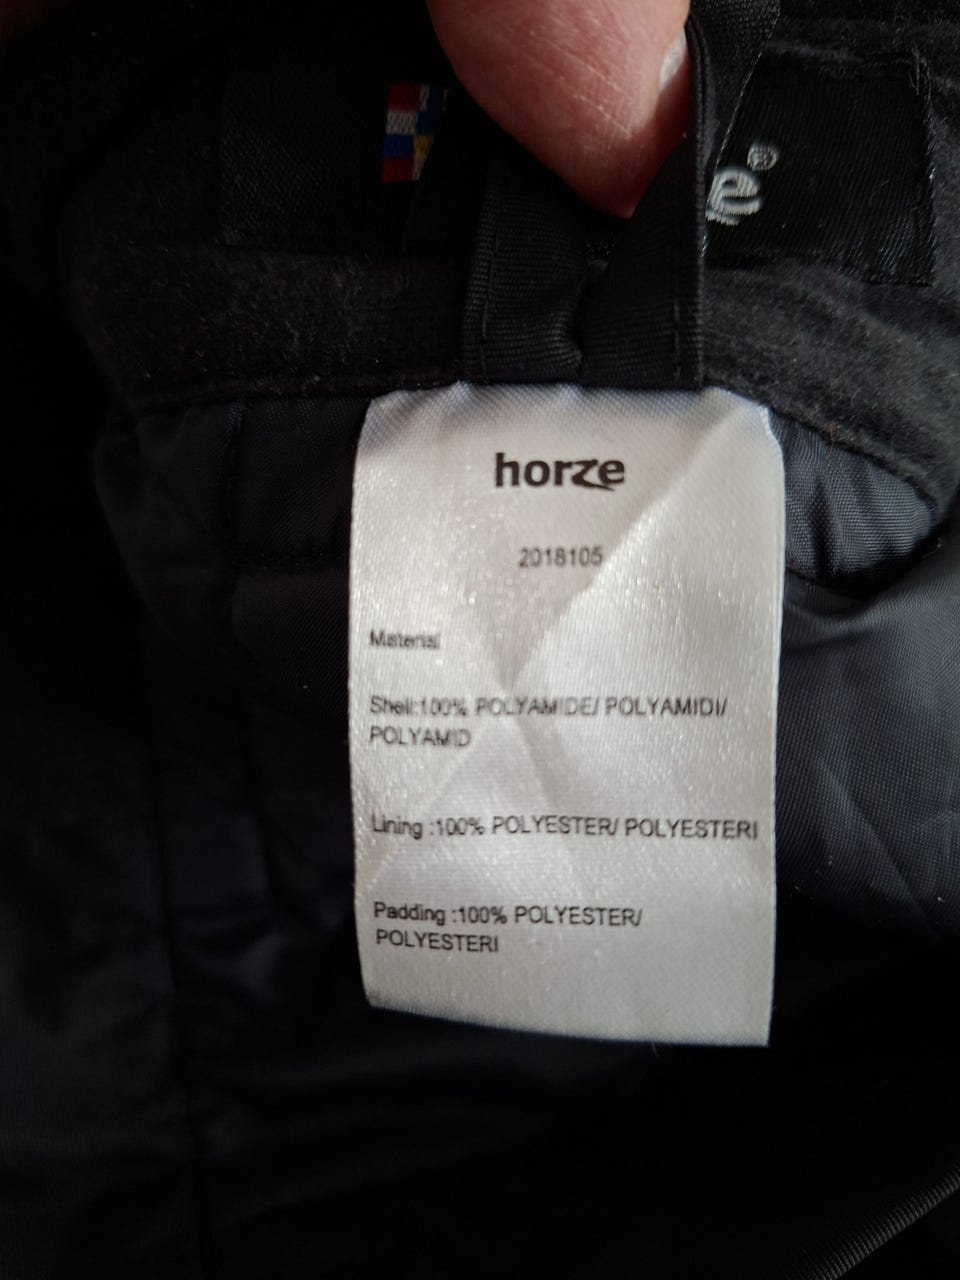 e®
horze
2018105
Material
Shell:100% POLYAMIDE/ POLYAMIDI/
POLYAMID
Lining :100% POLYESTER/ POLYESTERI
Padding :100% POLYESTER/
POLYESTERI